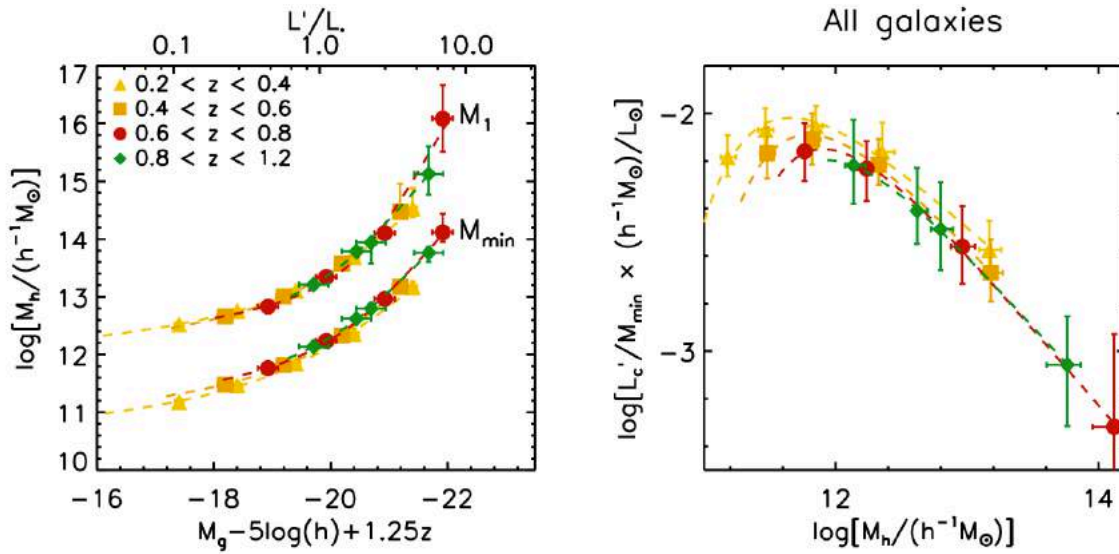 L'/L*
All galaxies
0.1 1.0 10.0
17
16
15
14
13
12
11
10
log[Mₕ/(h⁻¹M⊙)]
0.2 < z < 0.4
0.4 < z < 0.6
0.6 < z < 0.8
0.8 < z < 1.2
M₁
Mmin
−16 −18 −20 −22
M_g−5log(h)+1.25z
−2
−3
log[L_c'/Mmin × (h⁻¹M⊙)/L⊙]
12 14
log[Mₕ/(h⁻¹M⊙)]